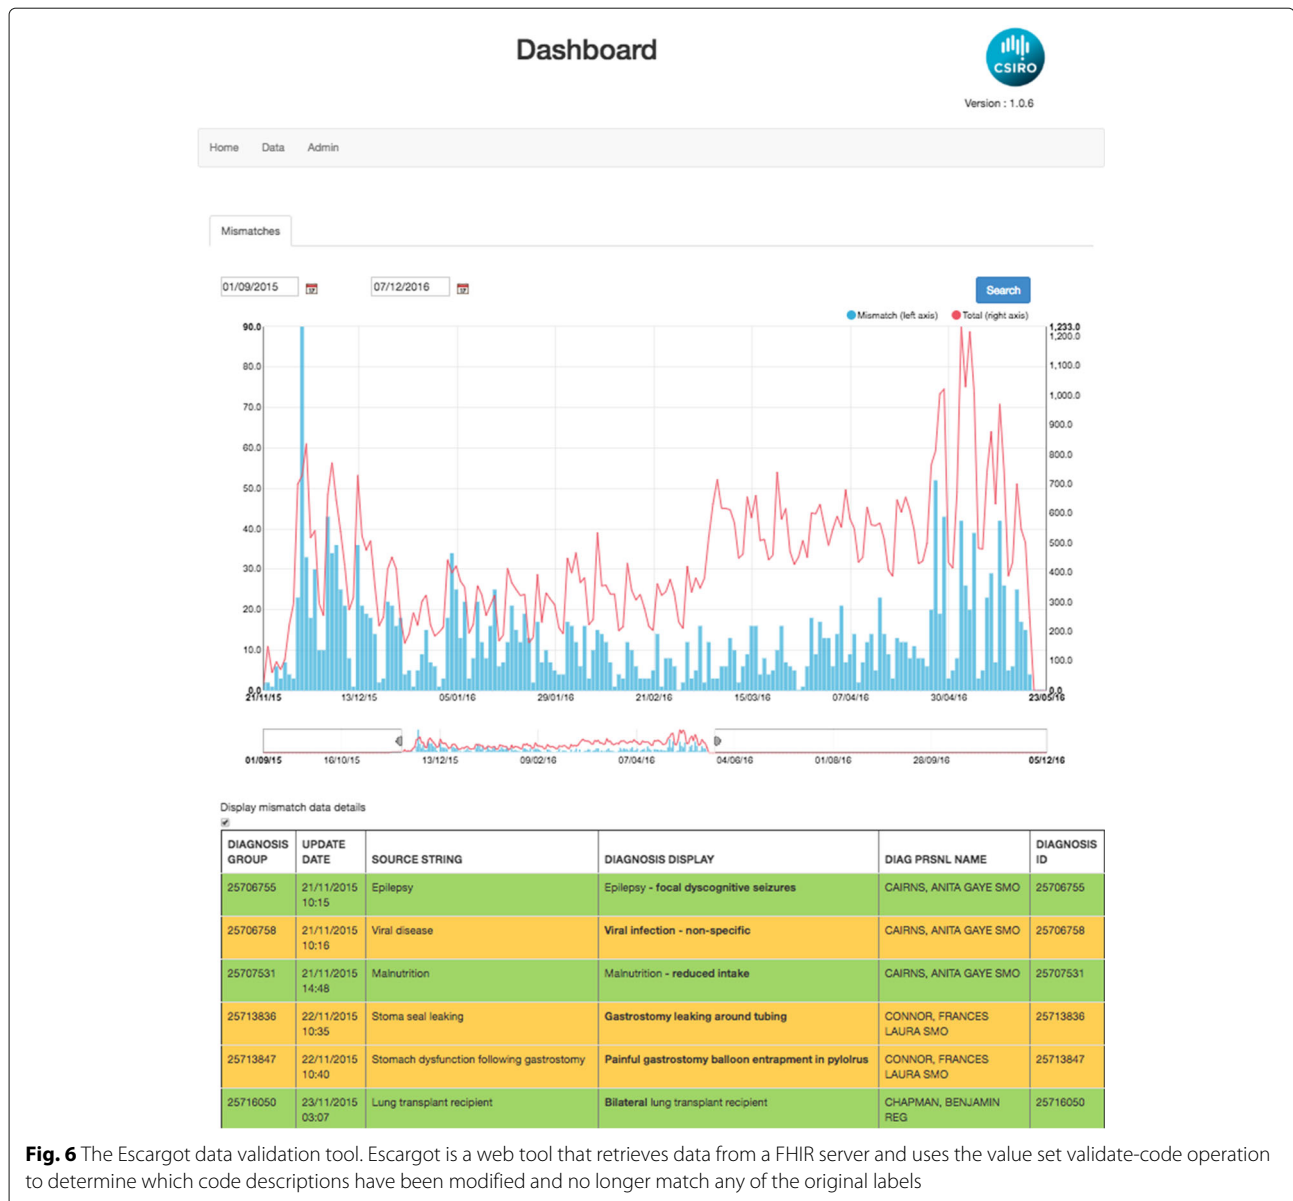 Dashboard
CSIRO
Version : 1.0.6
Home Data Admin
Mismatches
01/09/2015 07/12/2016 Search
Mismatch (left axis) Total (right axis)
90.0 1,233.0
1,200.0
80.0 1,100.0
70.0 1,000.0
900.0
60.0 800.0
50.0 700.0
600.0
40.0 500.0
30.0 400.0
20.0 300.0
200.0
10.0 100.0
0.0 0.0
21/11/15 13/12/15 05/01/16 29/01/16 21/02/16 15/03/16 07/04/16 30/04/16 23/05/16
01/09/15 16/10/15 13/12/15 09/02/16 07/04/16 04/06/16 01/08/16 28/09/16 05/12/16
Display mismatch data details
DIAGNOSIS GROUP UPDATE DATE SOURCE STRING DIAGNOSIS DISPLAY DIAG PRSNL NAME DIAGNOSIS ID
25706755 21/11/2015 10:15 Epilepsy Epilepsy - focal dyscognitive seizures CAIRNS, ANITA GAYE SMO 25706755
25706758 21/11/2015 10:16 Viral disease Viral infection - non-specific CAIRNS, ANITA GAYE SMO 25706758
25707531 21/11/2015 14:48 Malnutrition Malnutrition - reduced intake CAIRNS, ANITA GAYE SMO 25707531
25713836 22/11/2015 10:35 Stoma seal leaking Gastrostomy leaking around tubing CONNOR, FRANCES LAURA SMO 25713836
25713847 22/11/2015 10:40 Stomach dysfunction following gastrostomy Painful gastrostomy balloon entrapment in pylolrus CONNOR, FRANCES LAURA SMO 25713847
25716050 23/11/2015 03:07 Lung transplant recipient Bilateral lung transplant recipient CHAPMAN, BENJAMIN REG 25716050
Fig. 6 The Escargot data validation tool. Escargot is a web tool that retrieves data from a FHIR server and uses the value set validate-code operation
to determine which code descriptions have been modified and no longer match any of the original labels